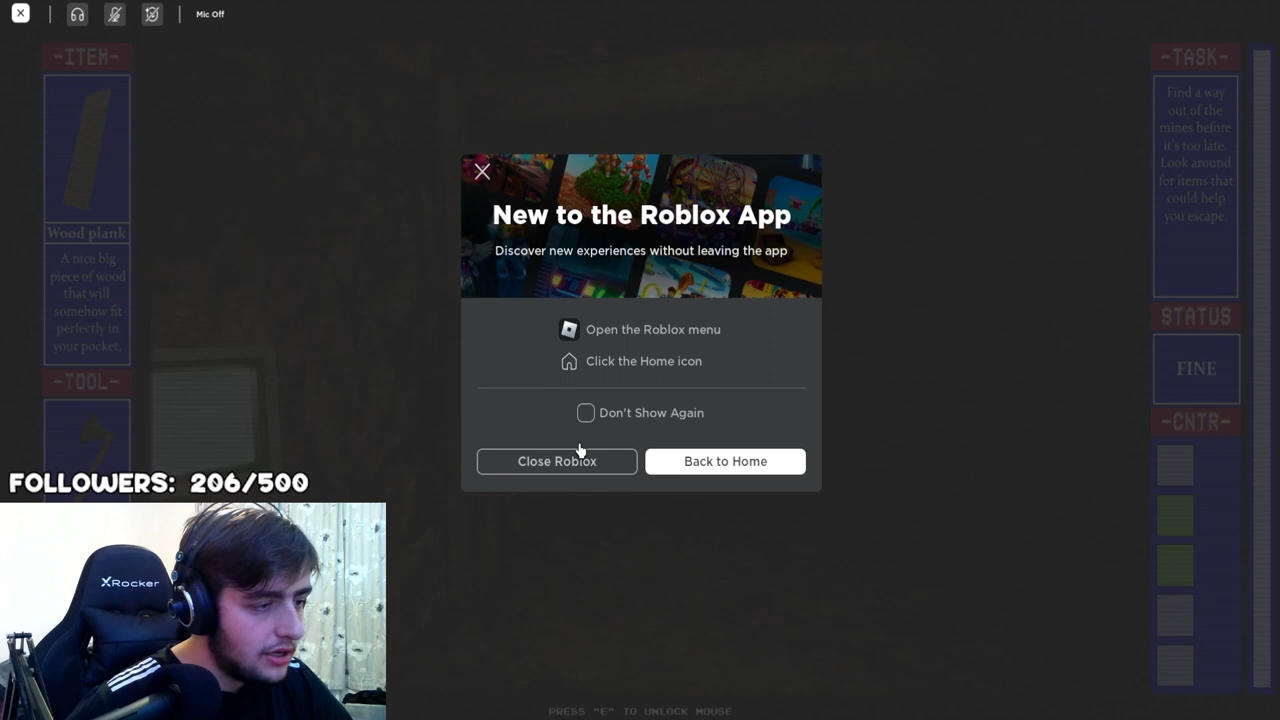 Mic Off
-ITEM-
Wood plank
A nice big
piece of wood
that will
somehow fit
perfectly in
your pocket.
-TOOL-
New to the Roblox App
Discover new experiences without leaving the app
Open the Roblox menu
Click the Home icon
Don't Show Again
Close Roblox
Back to Home
-TASK-
Find a way
out of the
mines before
it's too late.
Look around
for items that
could help
you escape.
STATUS
FINE
-CNTR-
FOLLOWERS: 206/500
XRocker
PRESS "E" TO UNLOCK MOUSE